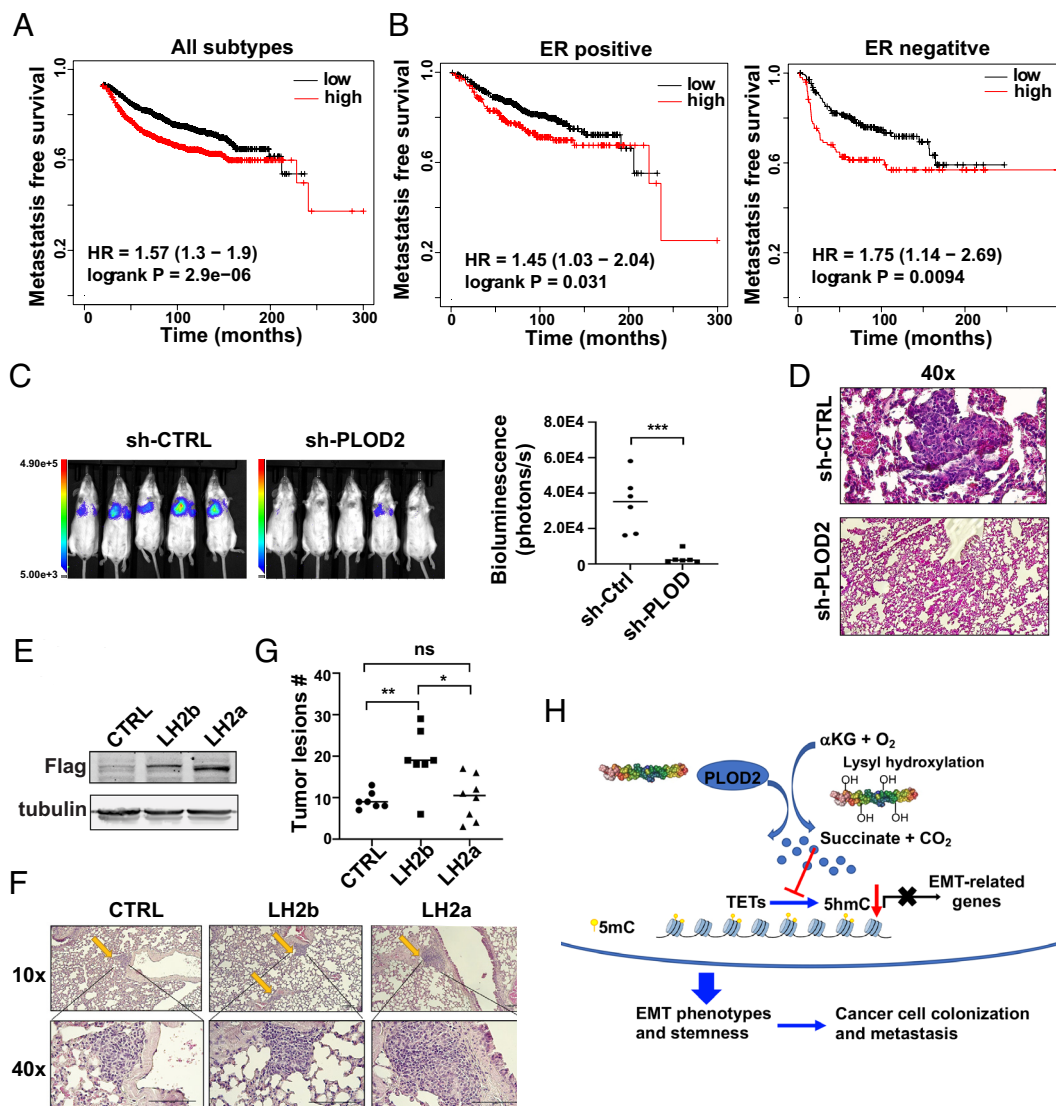 A
All subtypes
low
high
Metastatsis free survival
1.0
0.6
0.2
HR = 1.57 (1.3 − 1.9)
logrank P = 2.9e−06
0
100
200
300
Time (months)
B
ER positive
low
high
Metastatsis free survival
1.0
0.6
0.2
HR = 1.45 (1.03 − 2.04)
logrank P = 0.031
0
100
200
300
Time (months)
ER negatitve
low
high
1.0
0.6
0.2
HR = 1.75 (1.14 − 2.69)
logrank P = 0.0094
0
100
200
Time (months)
C
sh-CTRL
sh-PLOD2
4.90e+5
5.00e+3
Bioluminescence
(photons/s)
8.0E4
6.0E4
4.0E4
2.0E4
0
***
sh-Ctrl
sh-PLOD
D
40x
sh-CTRL
sh-PLOD2
E
CTRL
LH2b
LH2a
Flag
tubulin
F
CTRL
LH2b
LH2a
10x
40x
G
Tumor lesions #
40
30
20
10
0
ns
**
*
CTRL
LH2b
LH2a
H
PLOD2
αKG + O2
Lysyl hydroxylation
OH
OH
OH
OH
Succinate + CO2
TETs
5hmC
EMT-related
genes
5mC
EMT phenotypes
and stemness
Cancer cell colonization
and metastasis